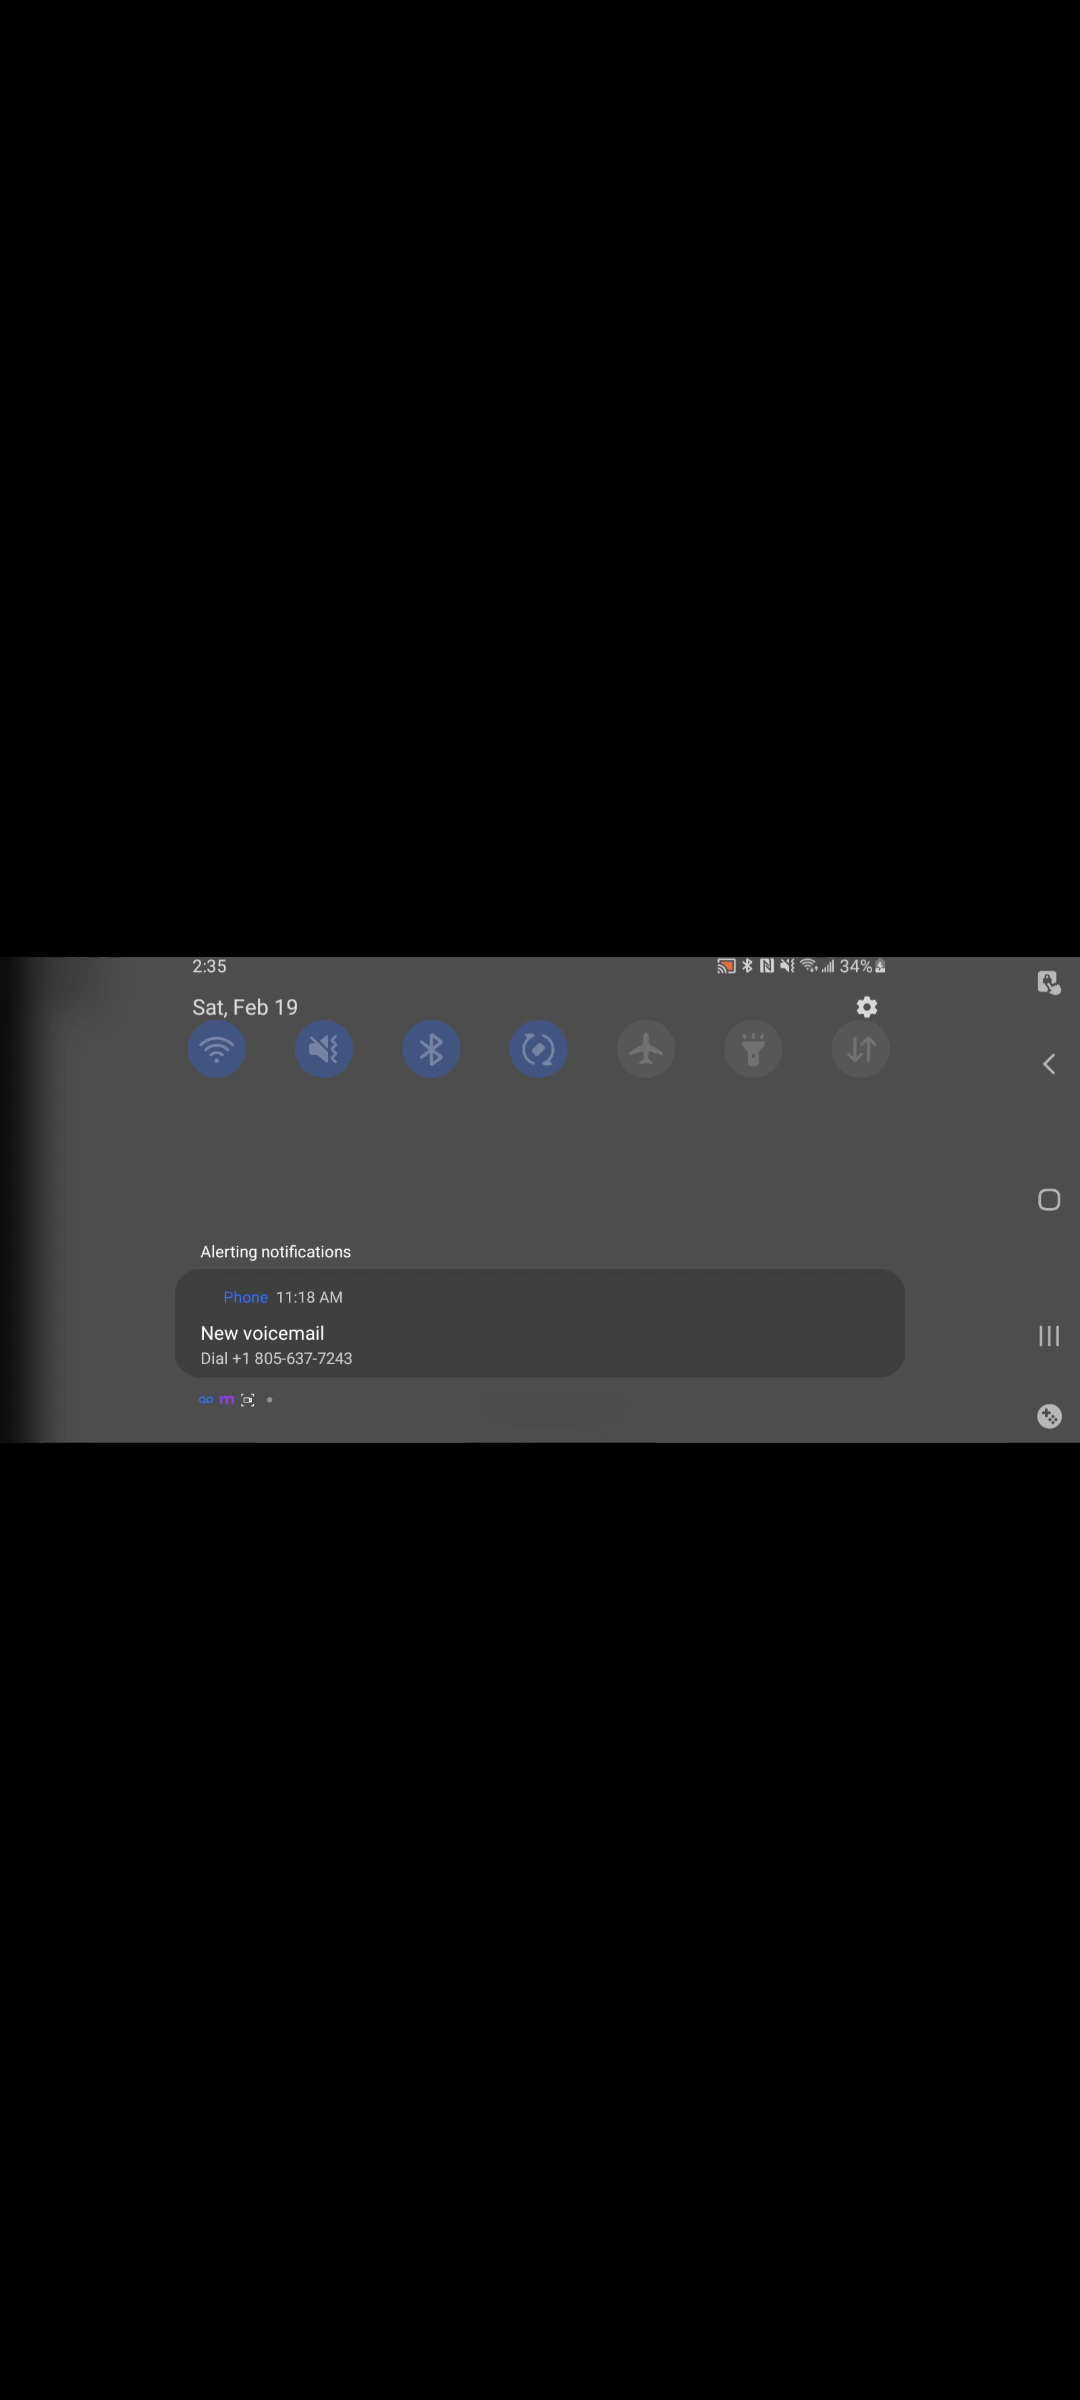 2:35
34%
Sat, Feb 19
Alerting notifications
Phone 11:18 AM
New voicemail
Dial +1 805-637-7243
m